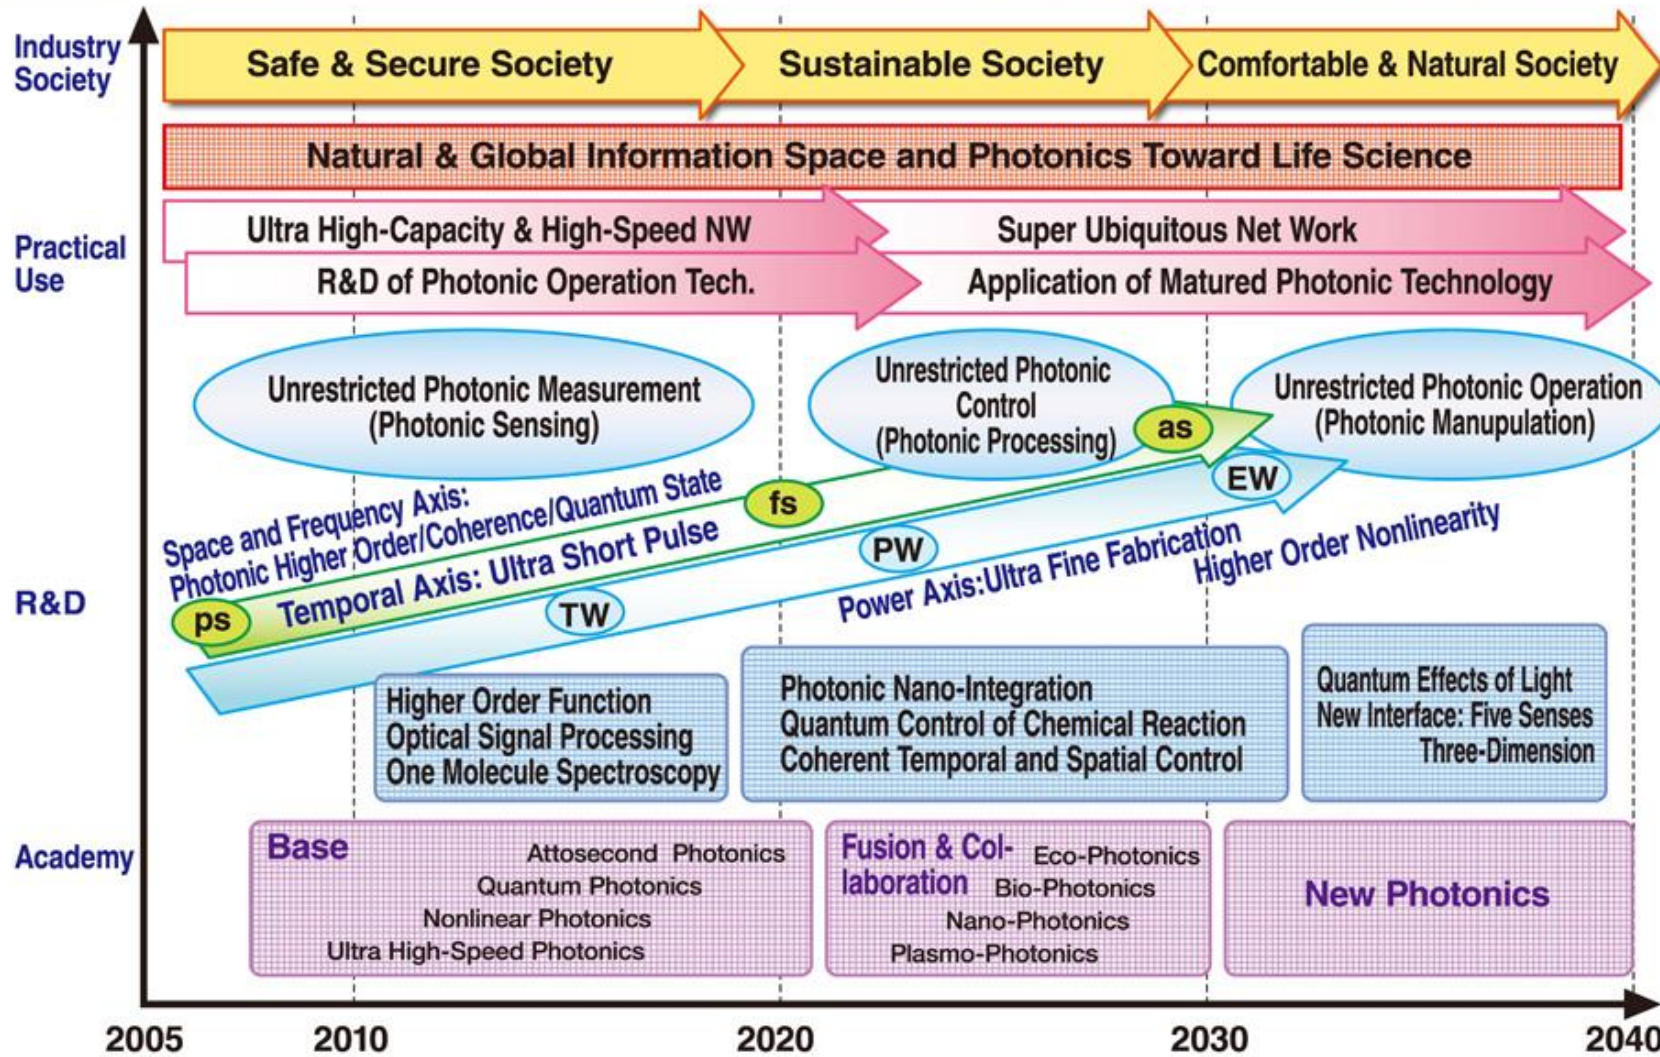 Industry
Society
Safe & Secure Society
Sustainable Society
Comfortable & Natural Society
Natural & Global Information Space and Photonics Toward Life Science
Practical
Use
Ultra High-Capacity & High-Speed NW
Super Ubiquitous Net Work
R&D of Photonic Operation Tech.
Application of Matured Photonic Technology
Unrestricted Photonic Measurement
(Photonic Sensing)
Unrestricted Photonic
Control
(Photonic Processing)
Unrestricted Photonic Operation
(Photonic Manupulation)
R&D
Space and Frequency Axis:
Photonic Higher Order/Coherence/Quantum State
Temporal Axis: Ultra Short Pulse
ps
fs
as
TW
PW
EW
Power Axis:Ultra Fine Fabrication
Higher Order Nonlinearity
Higher Order Function
Optical Signal Processing
One Molecule Spectroscopy
Photonic Nano-Integration
Quantum Control of Chemical Reaction
Coherent Temporal and Spatial Control
Quantum Effects of Light
New Interface: Five Senses
Three-Dimension
Academy
Base
Attosecond Photonics
Quantum Photonics
Nonlinear Photonics
Ultra High-Speed Photonics
Fusion & Col-
laboration
Eco-Photonics
Bio-Photonics
Nano-Photonics
Plasmo-Photonics
New Photonics
2005
2010
2020
2030
2040